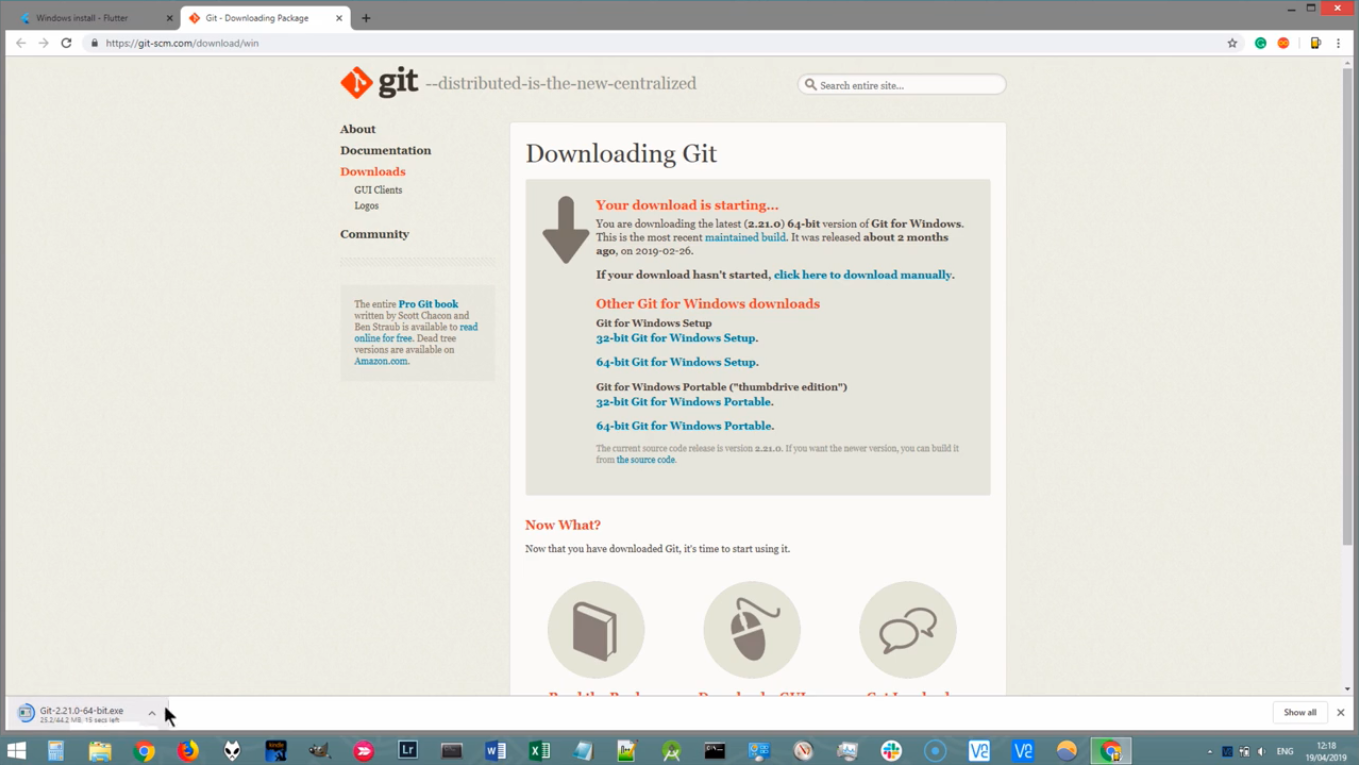 Windows install - Flutter
Git - Downloading Package
https://git-scm.com/download/win
git --distributed-is-the-new-centralized
Search entire site...
About
Documentation
Downloads
GUI Clients
Logos
Community
The entire Pro Git book
written by Scott Chacon and
Ben Straub is available to read
online for free. Dead tree
versions are available on
Amazon.com.
Downloading Git
Your download is starting...
You are downloading the latest (2.21.0) 64-bit version of Git for Windows.
This is the most recent maintained build. It was released about 2 months
ago, on 2019-02-26.
If your download hasn't started, click here to download manually.
Other Git for Windows downloads
Git for Windows Setup
32-bit Git for Windows Setup.
64-bit Git for Windows Setup.
Git for Windows Portable ("thumbdrive edition")
32-bit Git for Windows Portable.
64-bit Git for Windows Portable.
The current source code release is version 2.21.0. If you want the newer version, you can build it
from the source code.
Now What?
Now that you have downloaded Git, it's time to start using it.
Git-2.21.0-64-bit.exe
25.2/44.2 MB, 15 secs left
Show all
kindle
Lr
ENG
12:18
19/04/2019